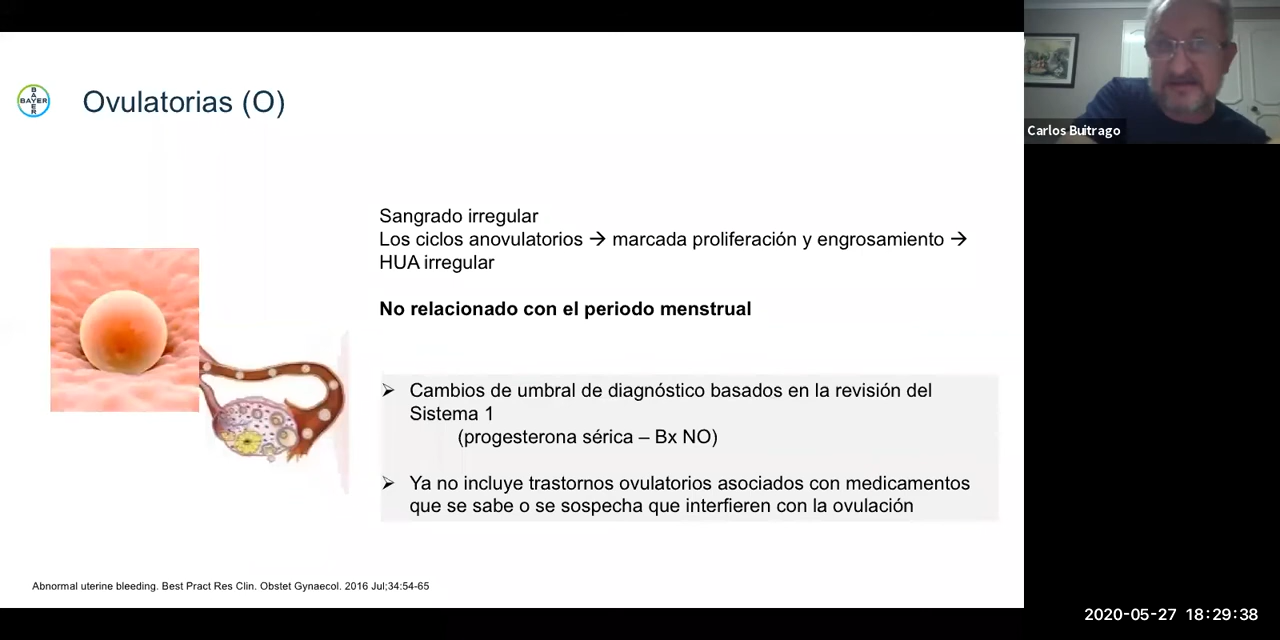 BAYER
BAYER
Ovulatorias (O)
Carlos Buitrago
Sangrado irregular
Los ciclos anovulatorios → marcada proliferación y engrosamiento →
HUA irregular
No relacionado con el periodo menstrual
➢ Cambios de umbral de diagnóstico basados en la revisión del
Sistema 1
(progesterona sérica – Bx NO)
➢ Ya no incluye trastornos ovulatorios asociados con medicamentos
que se sabe o se sospecha que interfieren con la ovulación
Abnormal uterine bleeding. Best Pract Res Clin. Obstet Gynaecol. 2016 Jul;34:54-65
2020-05-27 18:29:38